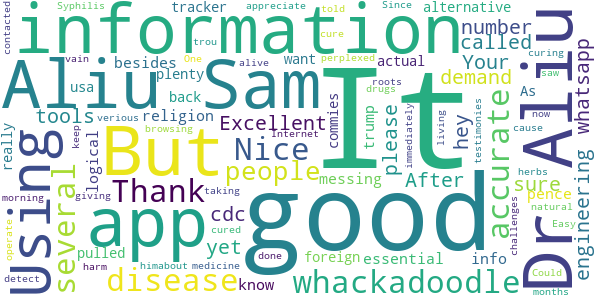 Syphilis tracker appreciate alternative
information number
contacted told Since
cure trou called Your
Aliu Sam It Dr Aliu
vain besides want perplexed actual As whatsapp
One alive saw curing
usa plenty back roots demand hey
tools religion drugs
But Excellent trump please commies
really logical Nice people messing After
Using several keep verious browsing Internet
immediately living testimonies now cause herbs
app Thank cdc yet foreign essential info
accurate sure pence engineering
morning giving taking pulled cured
good
challenges natural Easy
operate disease know whackadoodle
detect harm himabout medicine done Could months